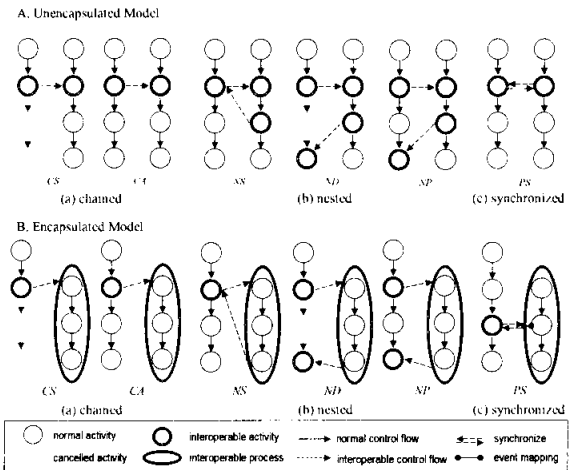 A. Unencapsulated Model
CS CA NS ND NP PS
(a) chained (b) nested (c) synchronized
B. Encapsulated Model
CS CA NS ND NP PS
(a) chained (b) nested (c) synchronized
normal activity interoperable activity normal control flow synchronize
cancelled activity interoperable process interoperable control flow event mapping